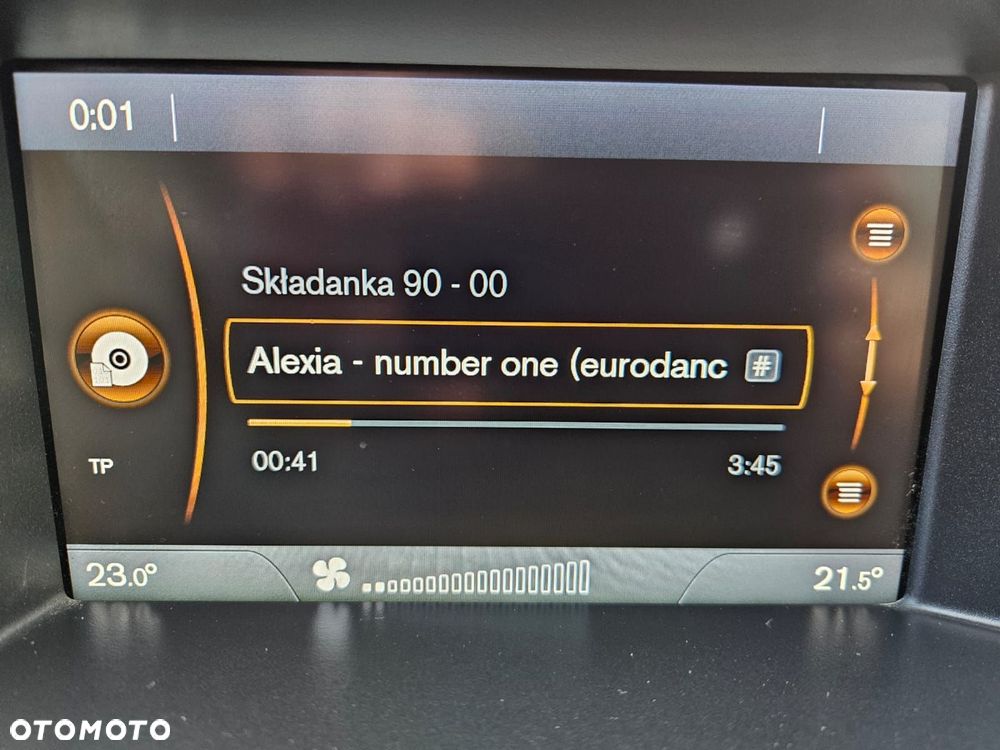 0:01
Składanka 90 - 00
Alexia - number one (eurodanc #
00:41
3:45
TP
23.0°
21.5°
OTOMOTO